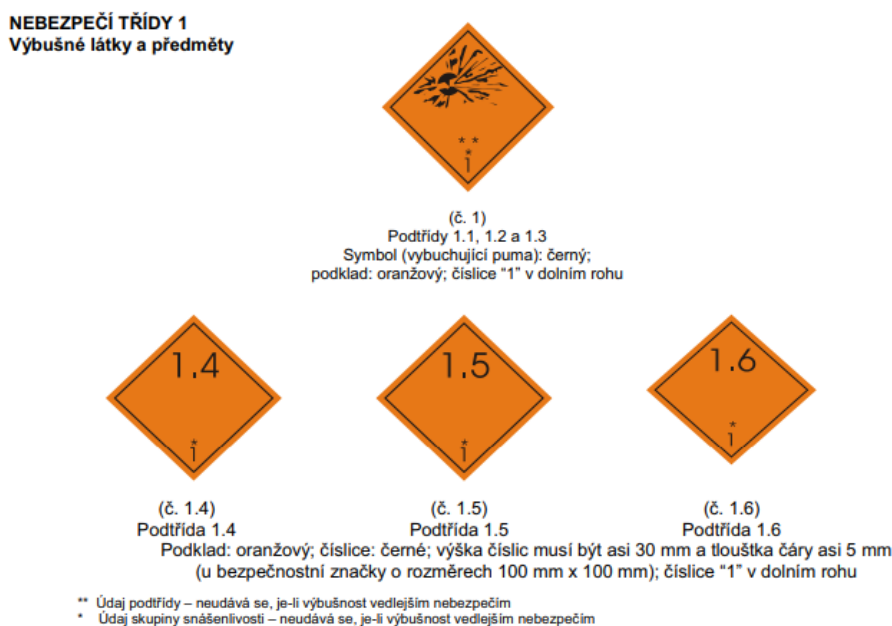 NEBEZPEČÍ TŘÍDY 1
Výbušné látky a předměty
* *
*
1
(č. 1)
Podtřídy 1.1, 1.2 a 1.3
Symbol (vybuchující puma): černý;
podklad: oranžový; číslice “1” v dolním rohu
1.4 1.5 1.6
* * *
1 1 1
(č. 1.4) (č. 1.5) (č. 1.6)
Podtřída 1.4 Podtřída 1.5 Podtřída 1.6
Podklad: oranžový; číslice: černé; výška číslic musí být asi 30 mm a tlouštka čáry asi 5 mm
(u bezpečnostní značky o rozměrech 100 mm x 100 mm); číslice “1” v dolním rohu
** Údaj podtřídy – neudává se, je-li výbušnost vedlejším nebezpečím
* Údaj skupiny snášenlivosti – neudává se, je-li výbušnost vedlejším nebezpečím